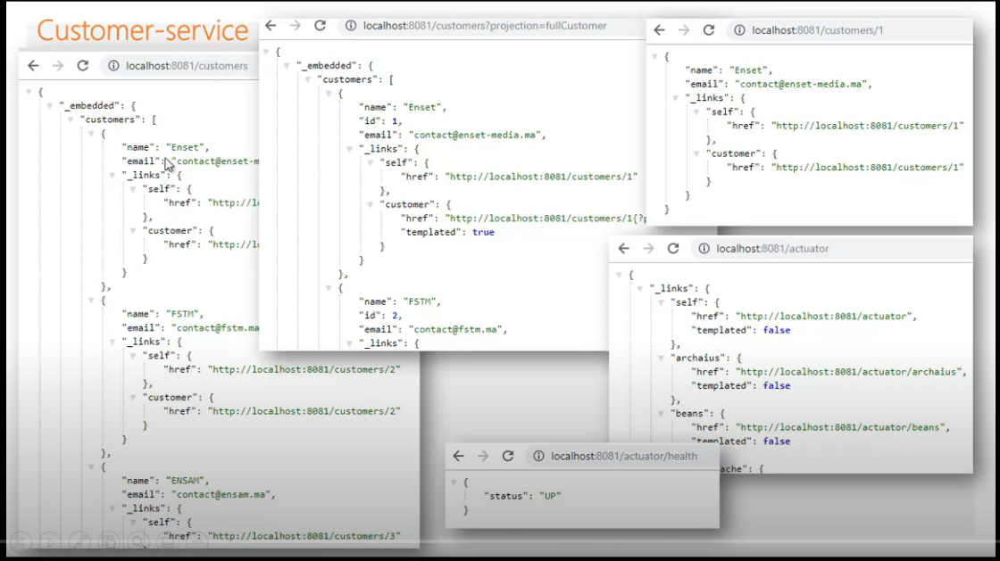 Customer-service
localhost:8081/customers
{
"_embedded": {
"customers": [
{
"name": "Enset",
"email": "contact@enset-m
"_links": {
"self": {
"href": "http://lo
},
"customer": {
"href": "http://lo
}
}
},
{
"name": "FSTM",
"email": "contact@fstm.ma
"_links": {
"self": {
"href": "http://localhost:8081/customers/2"
},
"customer": {
"href": "http://localhost:8081/customers/2"
}
}
},
{
"name": "ENSAM",
"email": "contact@ensam.ma",
"_links": {
"self": {
"href": "http://localhost:8081/customers/3"
localhost:8081/customers?projection=fullCustomer
{
"_embedded": {
"customers": [
{
"name": "Enset",
"id": 1,
"email": "contact@enset-media.ma",
"_links": {
"self": {
"href": "http://localhost:8081/customers/1"
},
"customer": {
"href": "http://localhost:8081/customers/1{?p
"templated": true
}
}
},
{
"name": "FSTM",
"id": 2,
"email": "contact@fstm.ma",
"_links": {
localhost:8081/customers/1
{
"name": "Enset",
"email": "contact@enset-media.ma",
"_links": {
"self": {
"href": "http://localhost:8081/customers/1"
},
"customer": {
"href": "http://localhost:8081/customers/1"
}
}
}
localhost:8081/actuator
{
"_links": {
"self": {
"href": "http://localhost:8081/actuator",
"templated": false
},
"archaius": {
"href": "http://localhost:8081/actuator/archaius",
"templated": false
},
"beans": {
"href": "http://localhost:8081/actuator/beans",
"templated": false
ache": {
localhost:8081/actuator/health
{
"status": "UP"
}